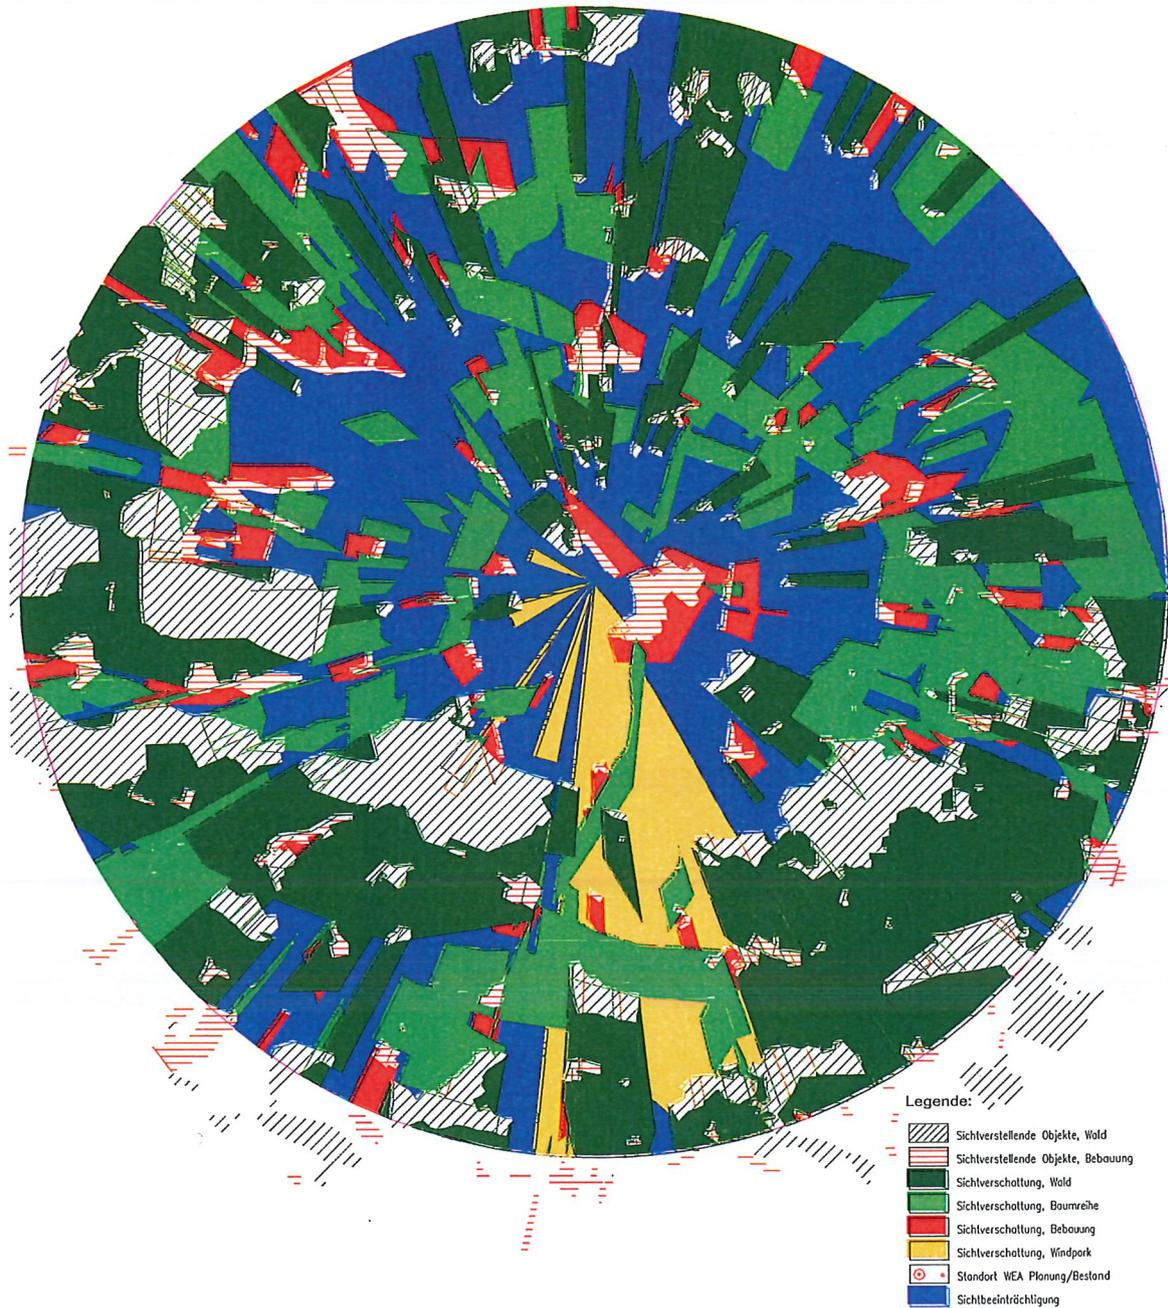 Legende:
Sichtverstellende Objekte, Wald
Sichtverstellende Objekte, Bebauung
Sichtverschattung, Wald
Sichtverschattung, Baumreihe
Sichtverschattung, Bebauung
Sichtverschattung, Windpark
Standort WEA Planung/Bestand
Sichtbeeinträchtigung